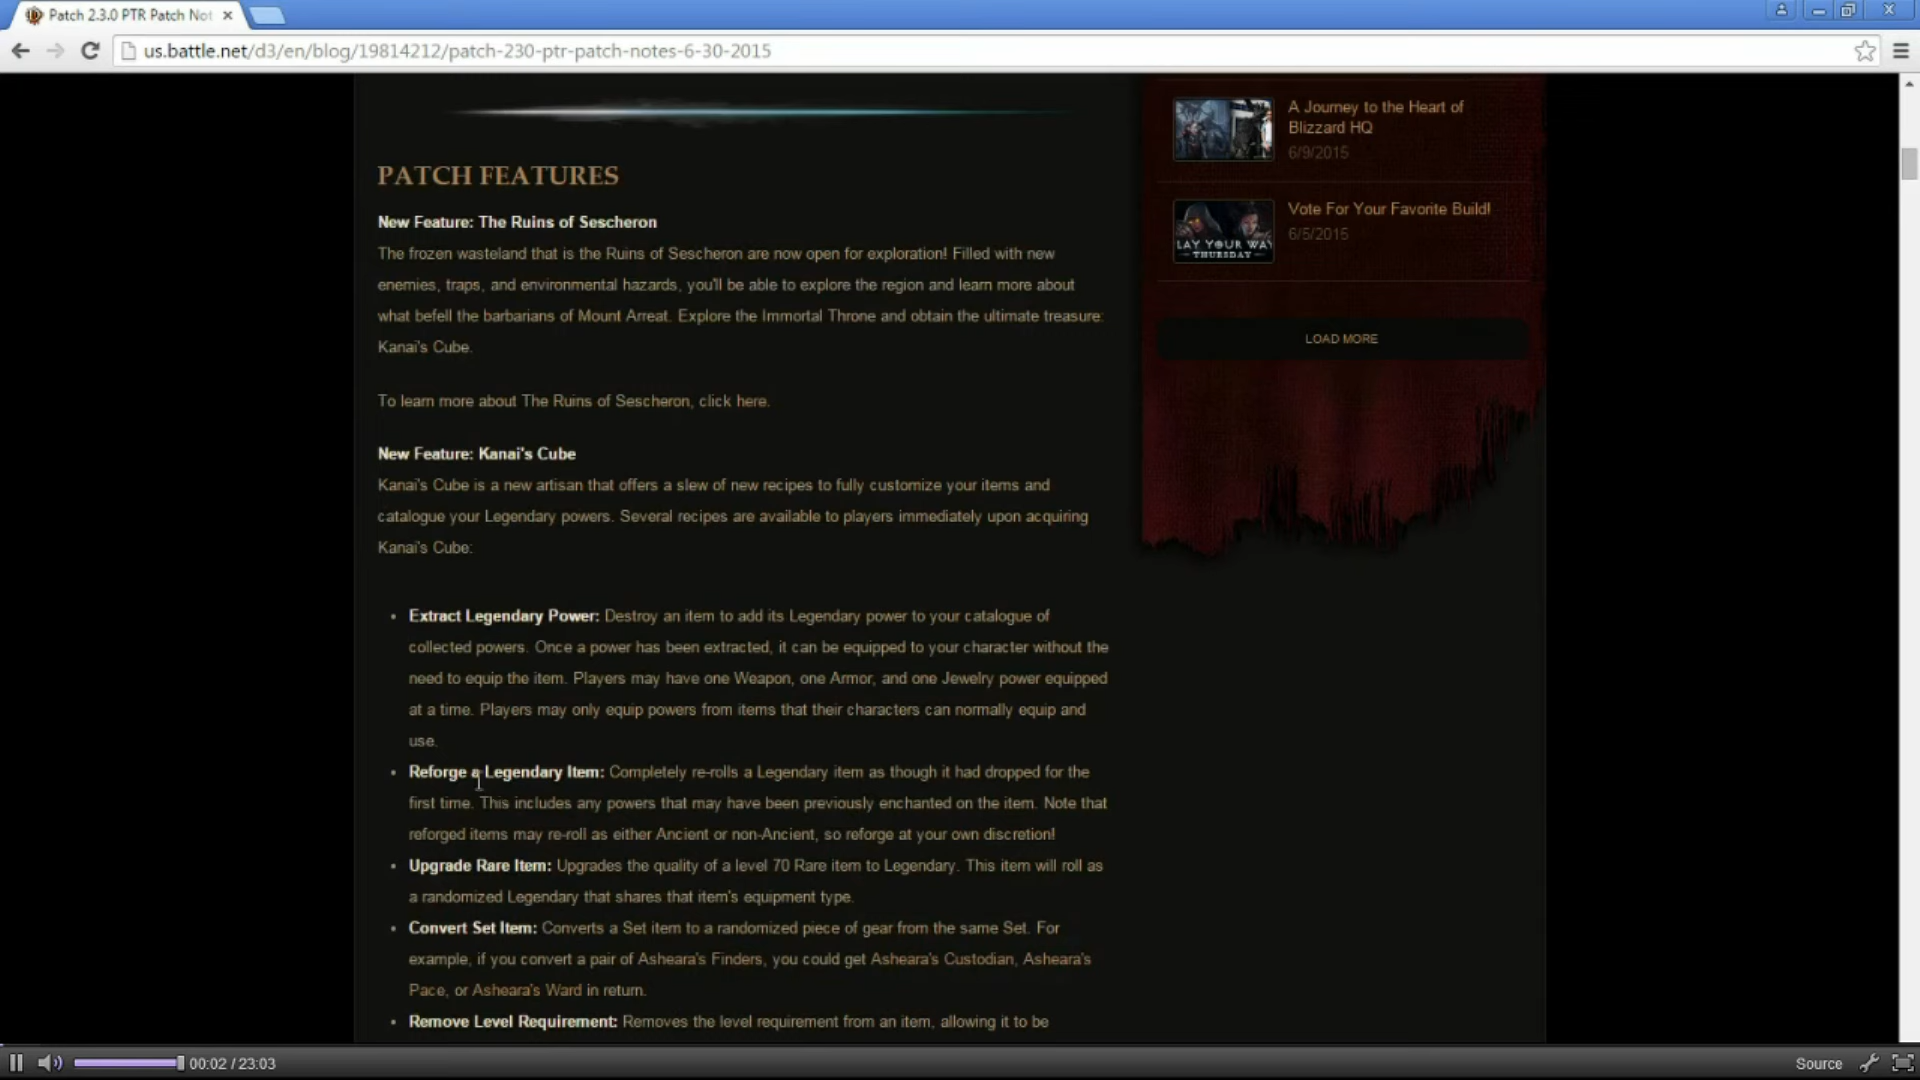 Patch 2.3.0 PTR Patch Not
us.battle.net/d3/en/blog/19814212/patch-230-ptr-patch-notes-6-30-2015
A Journey to the Heart of
Blizzard HQ
6/9/2015
Vote For Your Favorite Build!
6/5/2015
LAY YOUR WAY
THURSDAY
LOAD MORE
PATCH FEATURES
New Feature: The Ruins of Sescheron
The frozen wasteland that is the Ruins of Sescheron are now open for exploration! Filled with new
enemies, traps, and environmental hazards, you'll be able to explore the region and learn more about
what befell the barbarians of Mount Arreat. Explore the Immortal Throne and obtain the ultimate treasure:
Kanai's Cube.
To learn more about The Ruins of Sescheron, click here.
New Feature: Kanai's Cube
Kanai's Cube is a new artisan that offers a slew of new recipes to fully customize your items and
catalogue your Legendary powers. Several recipes are available to players immediately upon acquiring
Kanai's Cube:
• Extract Legendary Power: Destroy an item to add its Legendary power to your catalogue of
collected powers. Once a power has been extracted, it can be equipped to your character without the
need to equip the item. Players may have one Weapon, one Armor, and one Jewelry power equipped
at a time. Players may only equip powers from items that their characters can normally equip and
use.
• Reforge a Legendary Item: Completely re-rolls a Legendary item as though it had dropped for the
first time. This includes any powers that may have been previously enchanted on the item. Note that
reforged items may re-roll as either Ancient or non-Ancient, so reforge at your own discretion!
• Upgrade Rare Item: Upgrades the quality of a level 70 Rare item to Legendary. This item will roll as
a randomized Legendary that shares that item's equipment type.
• Convert Set Item: Converts a Set item to a randomized piece of gear from the same Set. For
example, if you convert a pair of Asheara's Finders, you could get Asheara's Custodian, Asheara's
Pace, or Asheara's Ward in return.
• Remove Level Requirement: Removes the level requirement from an item, allowing it to be
00:02 / 23:03
Source